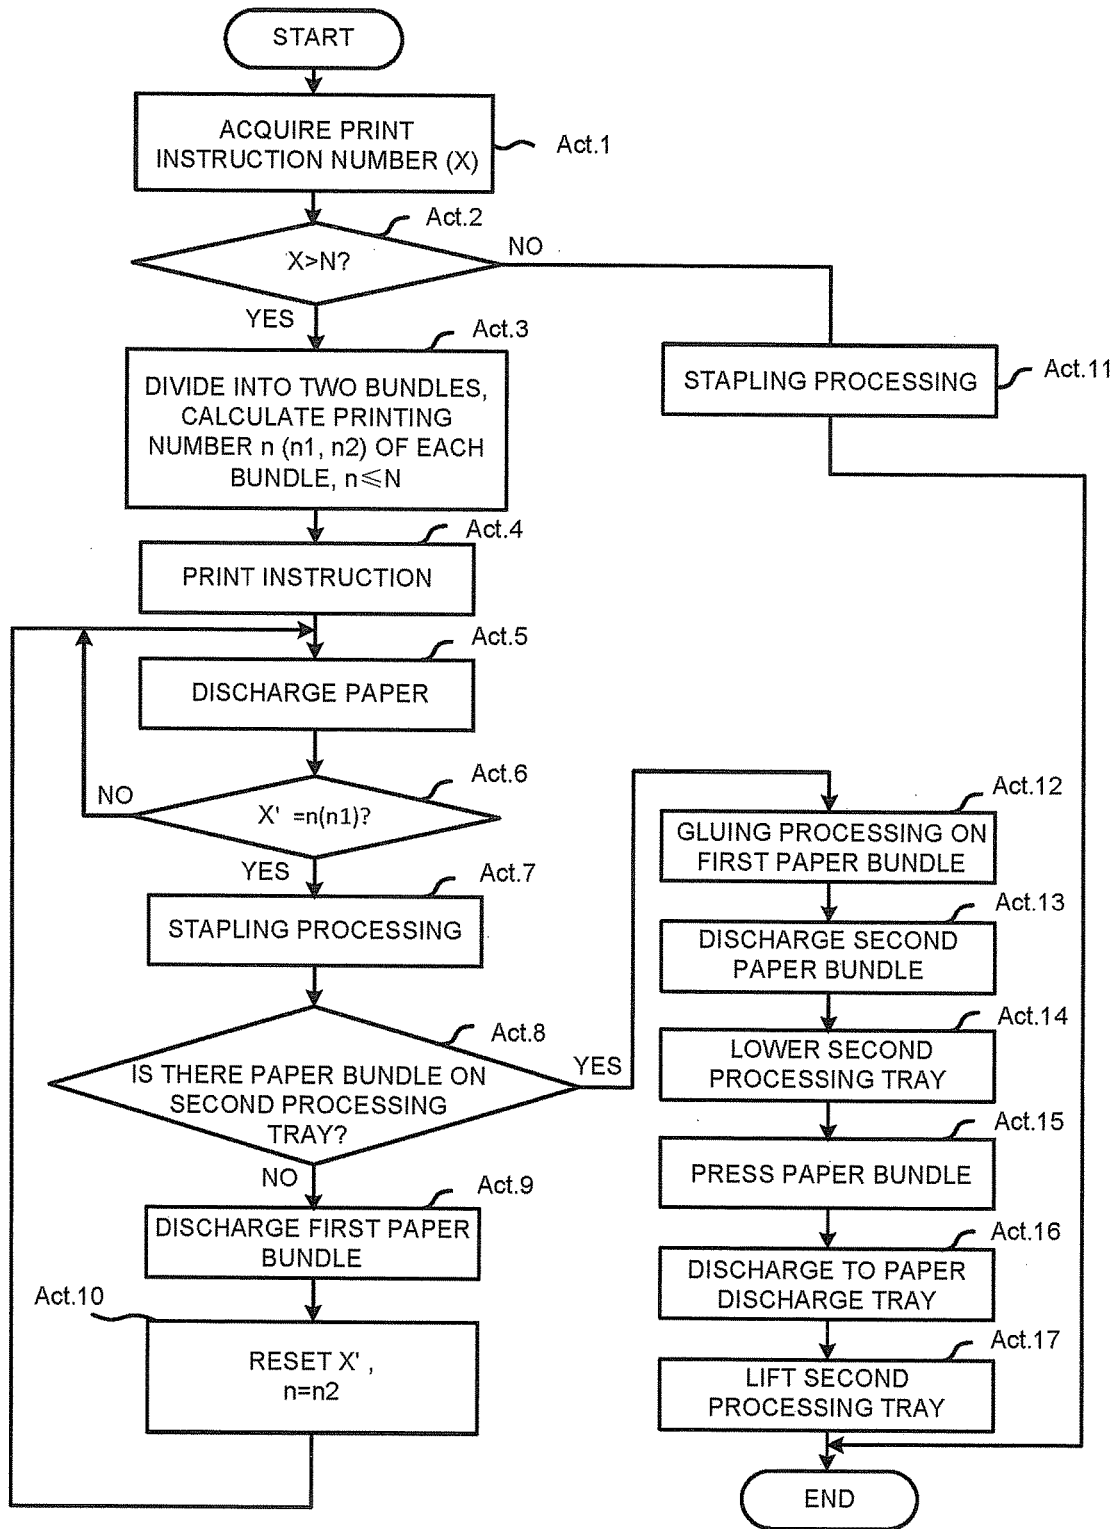 START
ACQUIRE PRINT
INSTRUCTION NUMBER (X)
Act.1
Act.2
X>N?
NO
YES
Act.3
DIVIDE INTO TWO BUNDLES,
CALCULATE PRINTING
NUMBER n (n1, n2) OF EACH
BUNDLE, n≤N
Act.4
PRINT INSTRUCTION
Act.5
DISCHARGE PAPER
Act.6
X' =n(n1)?
NO
YES
Act.7
STAPLING PROCESSING
Act.8
IS THERE PAPER BUNDLE ON
SECOND PROCESSING
TRAY?
YES
NO
Act.9
DISCHARGE FIRST PAPER
BUNDLE
Act.10
RESET X' ,
n=n2
STAPLING PROCESSING
Act.11
Act.12
GLUING PROCESSING ON
FIRST PAPER BUNDLE
Act.13
DISCHARGE SECOND
PAPER BUNDLE
Act.14
LOWER SECOND
PROCESSING TRAY
Act.15
PRESS PAPER BUNDLE
Act.16
DISCHARGE TO PAPER
DISCHARGE TRAY
Act.17
LIFT SECOND
PROCESSING TRAY
END